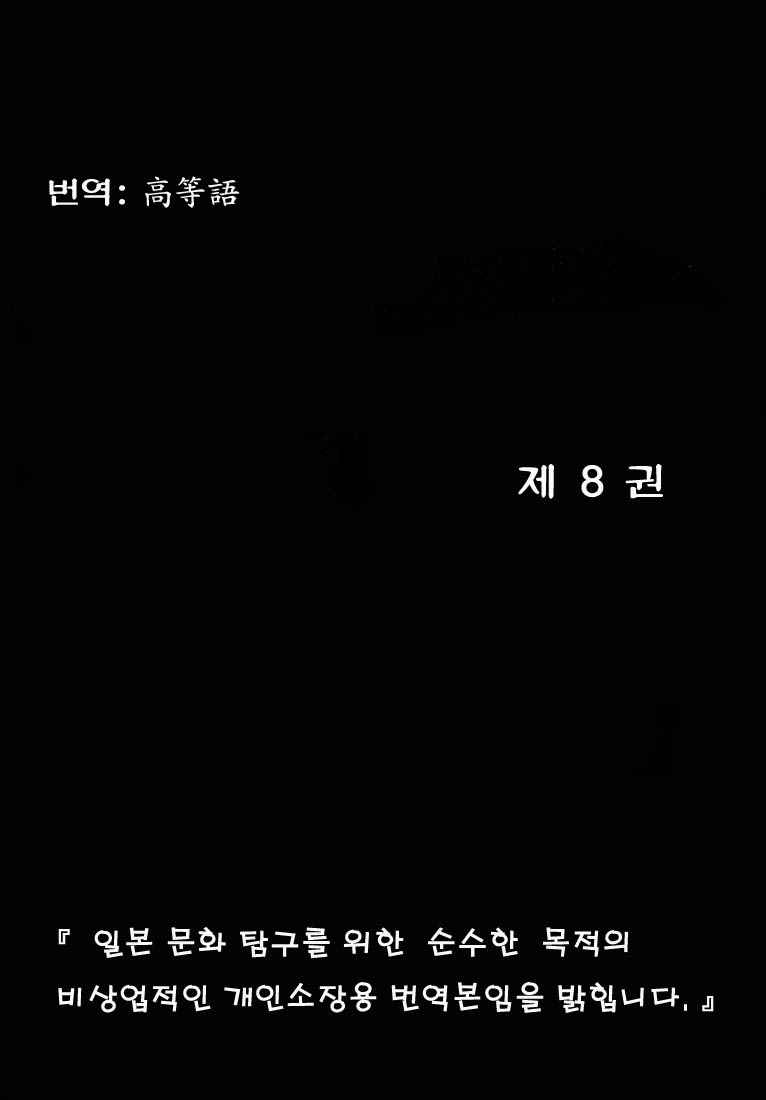 번역: 高等語
제 8 권
『 일본 문화 탐구를 위한 순수한 목적의
비상업적인 개인소장용 번역본임을 밝힙니다. 』